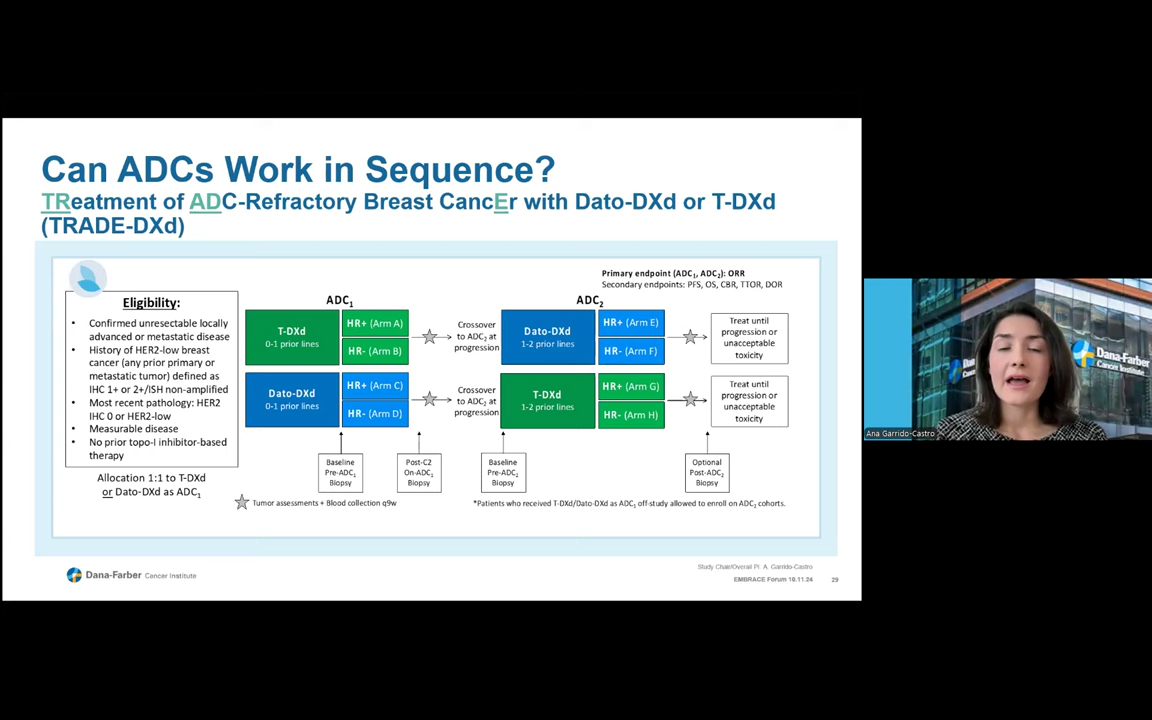 Can ADCs Work in Sequence?
TReatment of ADC-Refractory Breast CancEr with Dato-DXd or T-DXd
(TRADE-DXd)
Primary endpoint (ADC1, ADC2): ORR
Secondary endpoints: PFS, OS, CBR, TTOR, DOR
Eligibility:
• Confirmed unresectable locally
advanced or metastatic disease
• History of HER2-low breast
cancer (any prior primary or
metastatic tumor) defined as
IHC 1+ or 2+/ISH non-amplified
• Most recent pathology: HER2
IHC 0 or HER2-low
• Measurable disease
• No prior topo-I inhibitor-based
therapy
Allocation 1:1 to T-DXd
or Dato-DXd as ADC1
ADC1
T-DXd
0-1 prior lines
HR+ (Arm A)
HR- (Arm B)
Crossover
to ADC2 at
progression
Dato-DXd
0-1 prior lines
HR+ (Arm C)
HR- (Arm D)
Crossover
to ADC2 at
progression
ADC2
Dato-DXd
1-2 prior lines
HR+ (Arm E)
HR- (Arm F)
Treat until
progression or
unacceptable
toxicity
T-DXd
1-2 prior lines
HR+ (Arm G)
HR- (Arm H)
Treat until
progression or
unacceptable
toxicity
Baseline
Pre-ADC1
Biopsy
Post-C2
On-ADC1
Biopsy
Baseline
Pre-ADC2
Biopsy
Optional
Post-ADC2
Biopsy
Tumor assessments + Blood collection q9w
*Patients who received T-DXd/Dato-DXd as ADC1 off-study allowed to enroll on ADC2 cohorts.
Dana-Farber Cancer Institute
Study Chair/Overall PI: A. Garrido-Castro
EMBRACE Forum 18.11.24
29
Dana-Farber
Cancer Institute
Ana Garrido-Castro